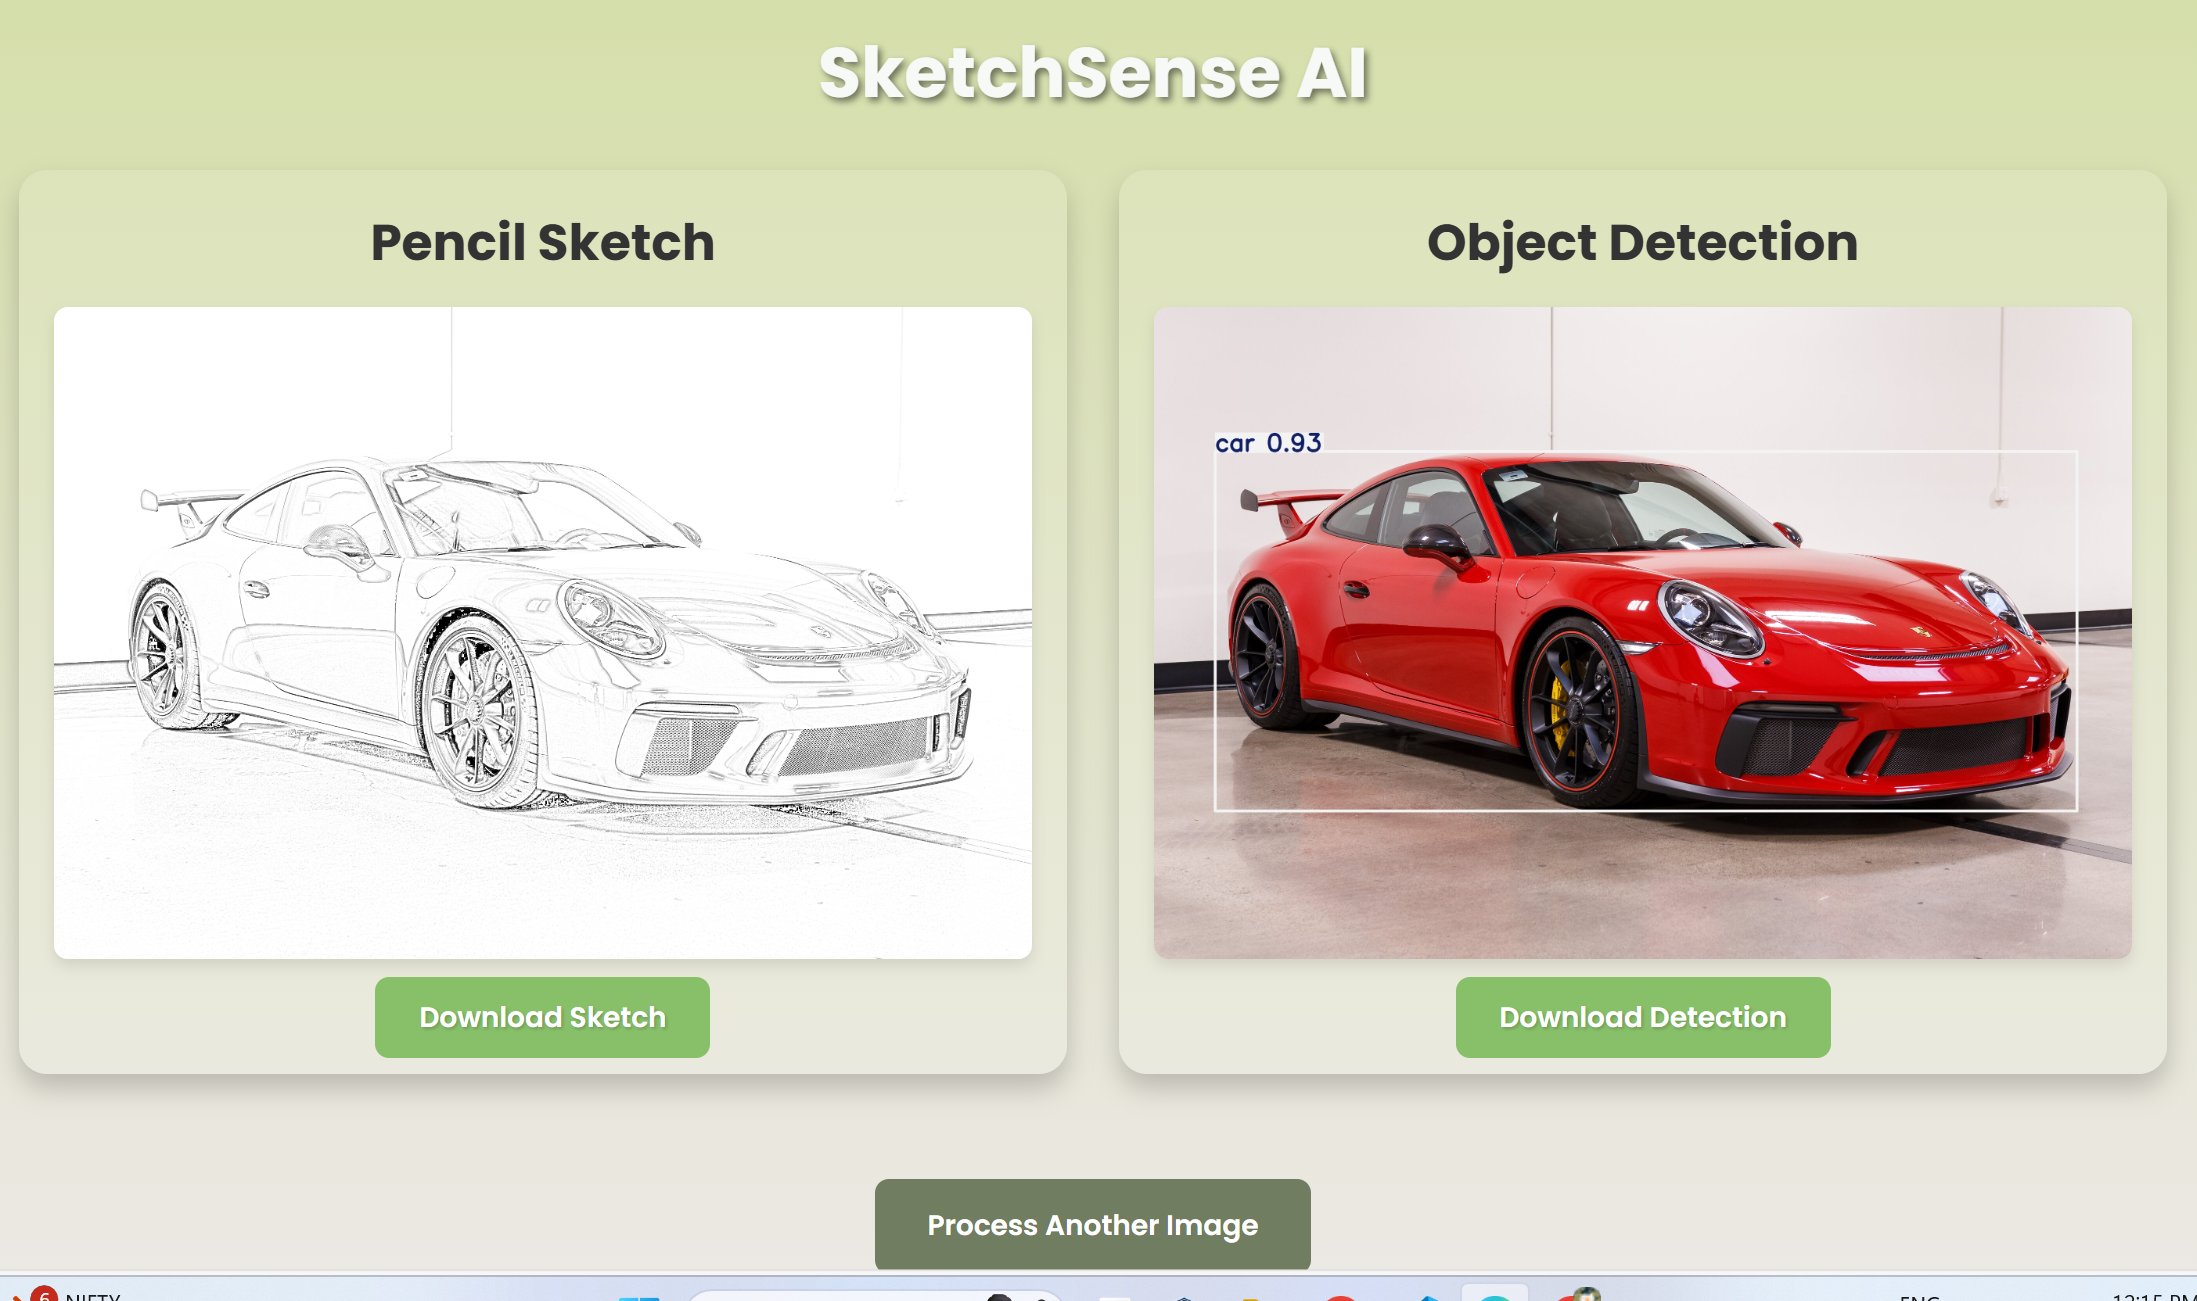 SketchSense AI
Pencil Sketch
Object Detection
car 0.93
Download Sketch
Download Detection
Process Another Image
6
NIFTY
ENG
12:15 PM